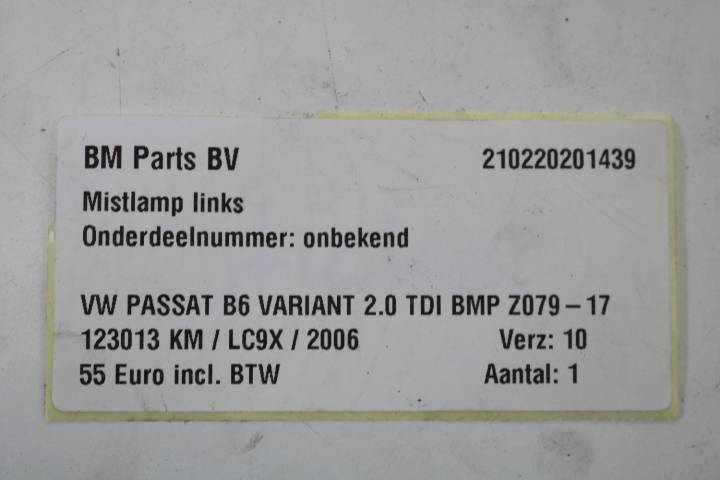 BM Parts BV 210220201439
Mistlamp links
Onderdeelnummer: onbekend
VW PASSAT B6 VARIANT 2.0 TDI BMP Z079-17
123013 KM / LC9X / 2006 Verz: 10
55 Euro incl. BTW Aantal: 1